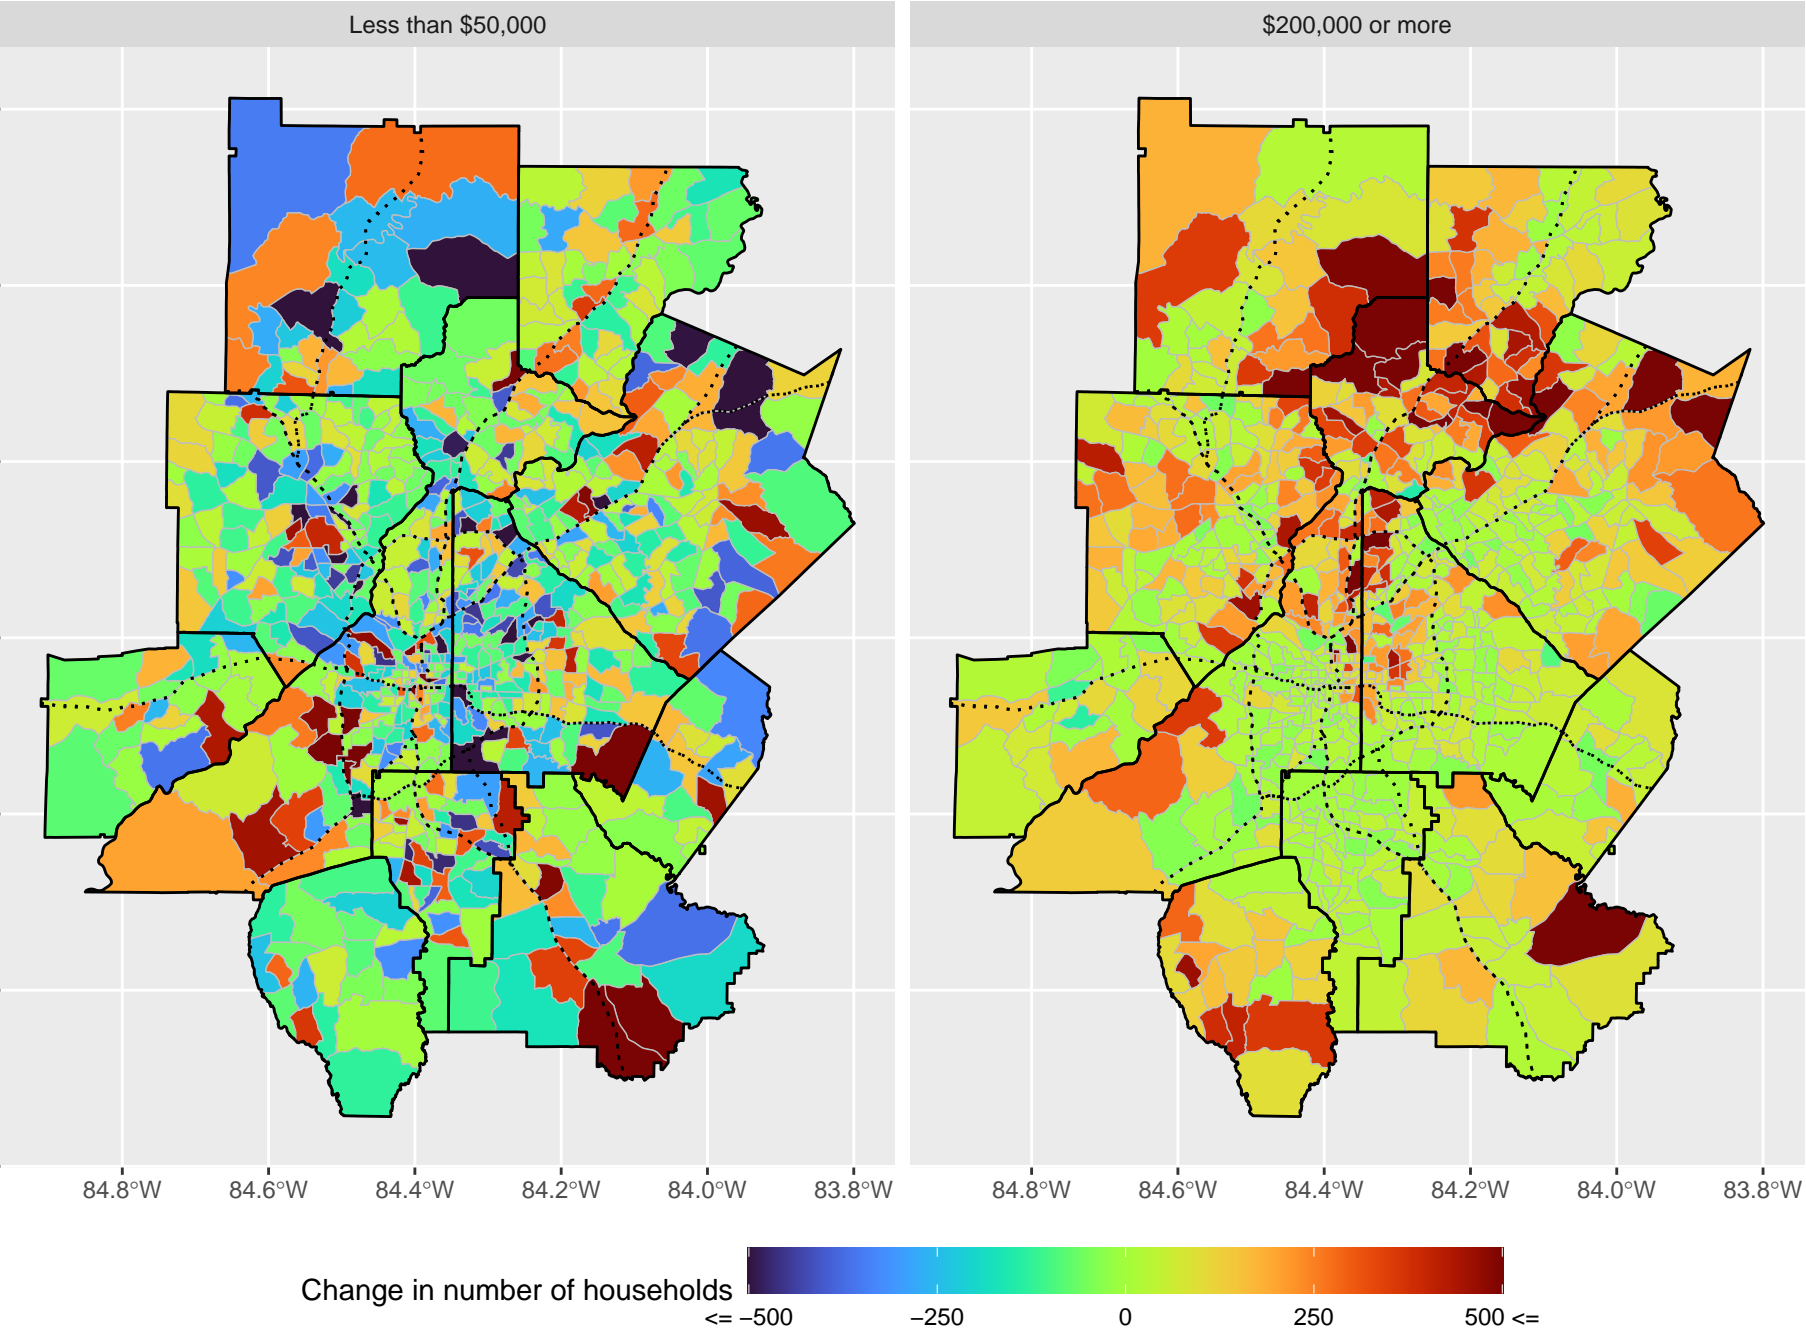 Less than $50,000
$200,000 or more
84.8°W 84.6°W 84.4°W 84.2°W 84.0°W 83.8°W 84.8°W 84.6°W 84.4°W 84.2°W 84.0°W 83.8°W
Change in number of households
<= −500 −250 0 250 500 <=